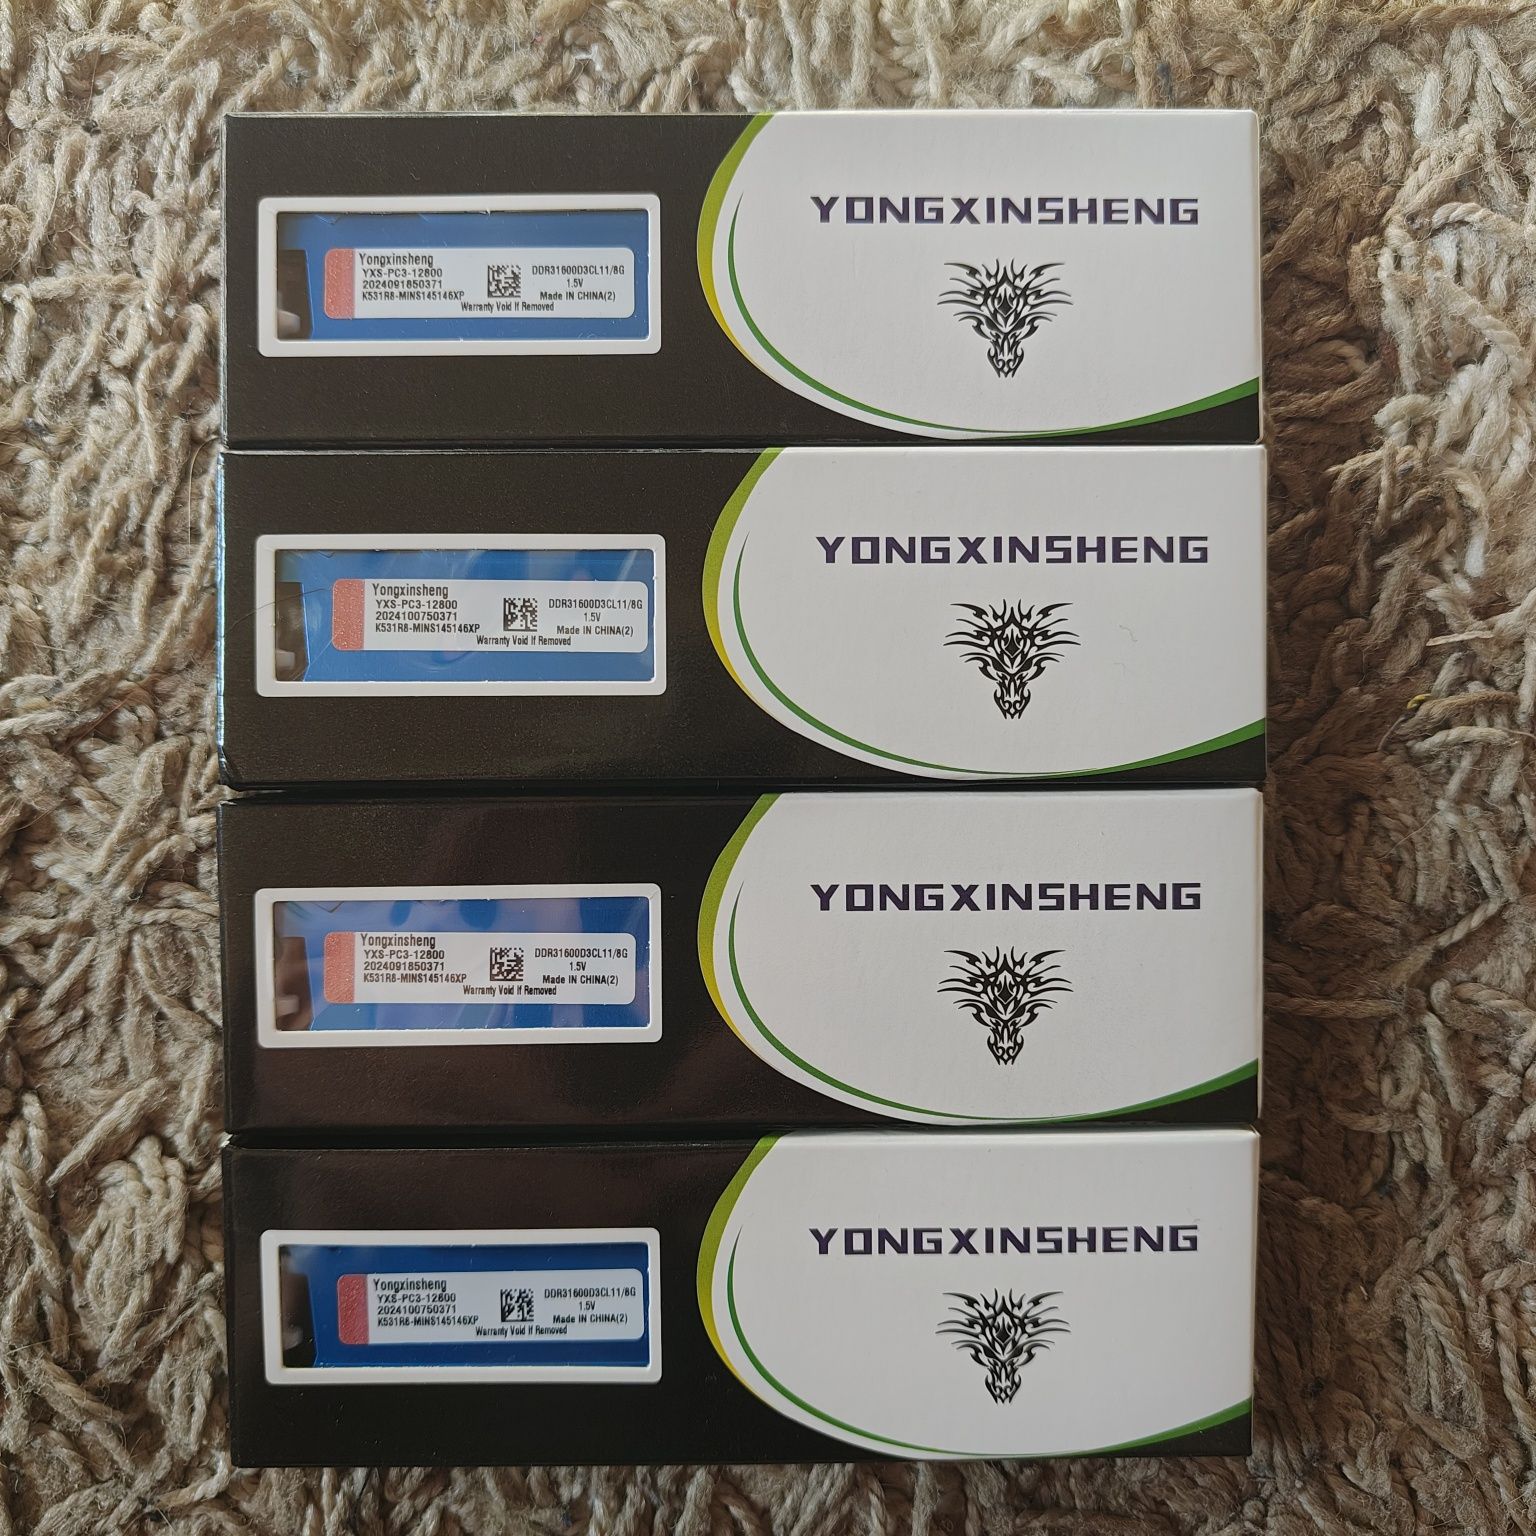 YONGXINSHENG
Yongxinsheng
YXS-PC3-12800
2024091850371
K531R8-MINS145146XP
DDR31600D3CL11/8G
1.5V
Made IN CHINA(2)
Warranty Void If Removed
YONGXINSHENG
Yongxinsheng
YXS-PC3-12800
2024100750371
K531R8-MINS145146XP
DDR31600D3CL11/8G
1.5V
Made IN CHINA(2)
Warranty Void If Removed
YONGXINSHENG
Yongxinsheng
YXS-PC3-12800
2024091850371
K531R8-MINS145146XP
DDR31600D3CL11/8G
1.5V
Made IN CHINA(2)
Warranty Void If Removed
YONGXINSHENG
Yongxinsheng
YXS-PC3-12800
2024100750371
K531R8-MINS145146XP
DDR31600D3CL11/8G
1.5V
Made IN CHINA(2)
Warranty Void If Removed